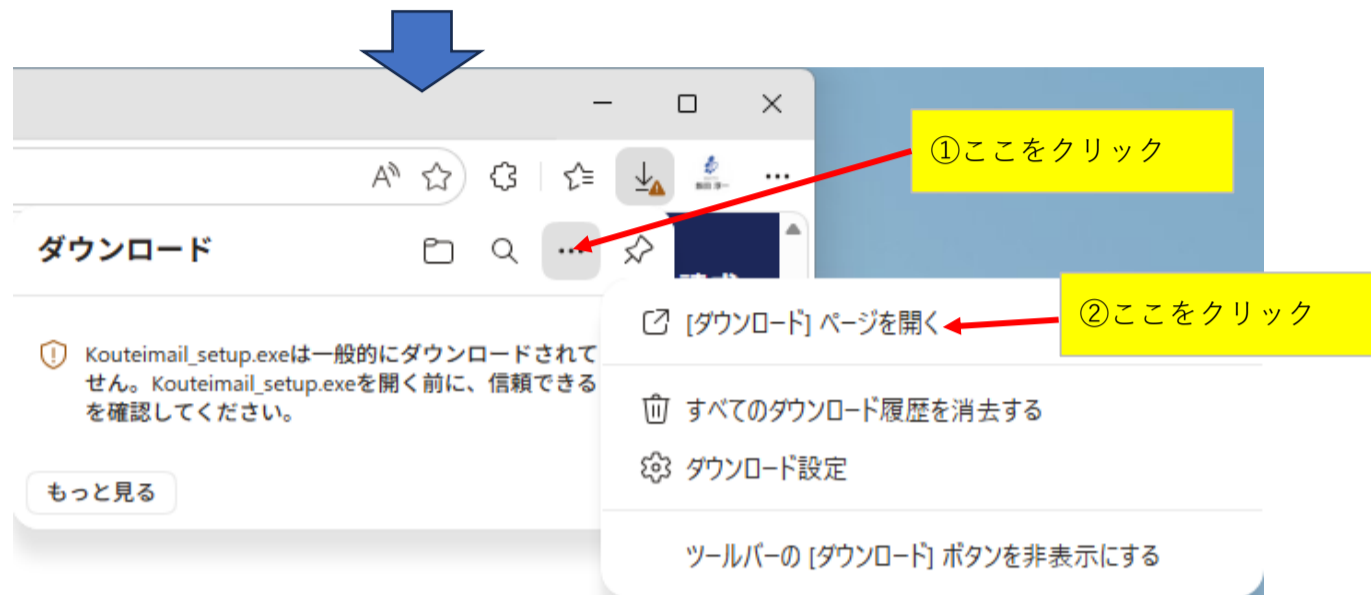 ①ここをクリック
ダウンロード
②ここをクリック
[ダウンロード] ページを開く
Kouteimail_setup.exeは一般的にダウンロードされて
せん。Kouteimail_setup.exeを開く前に、信頼できる
を確認してください。
すべてのダウンロード履歴を消去する
ダウンロード設定
もっと見る
ツールバーの [ダウンロード] ボタンを非表示にする